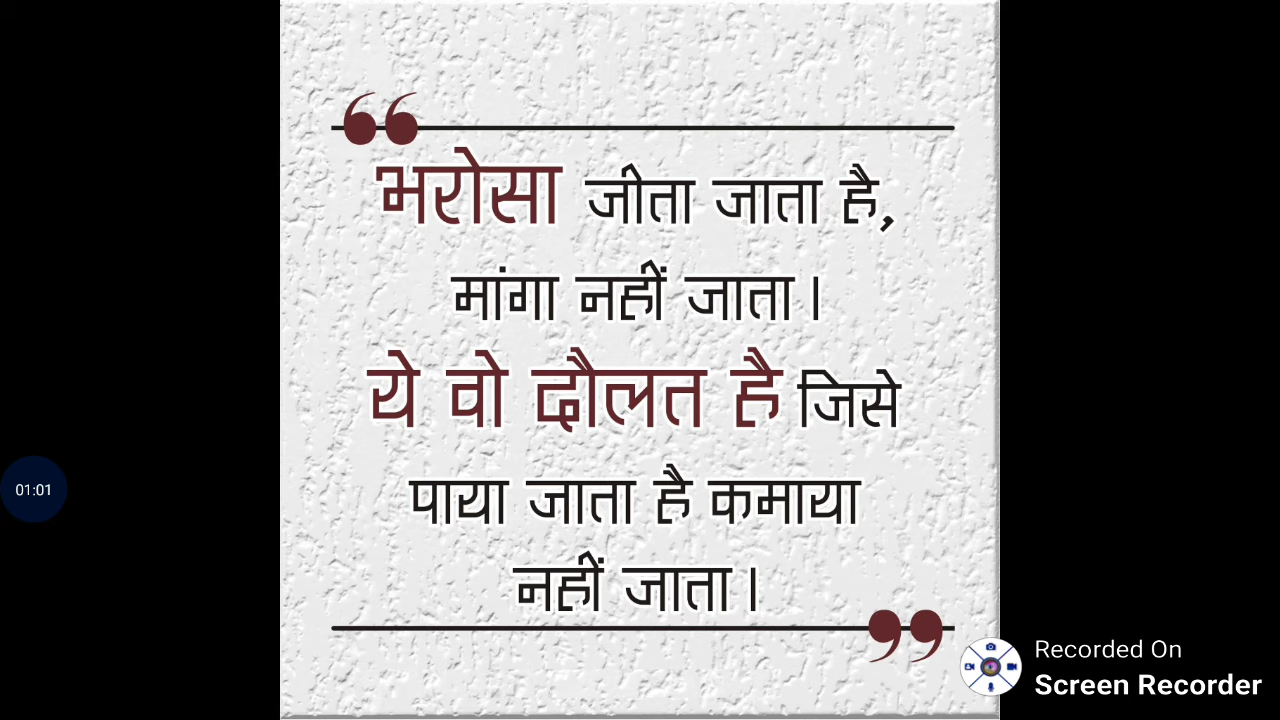 ❝
भरोसा जीता जाता है,
मांगा नहीं जाता।
ये वो दौलत है जिसे
पाया जाता है कमाया
नहीं जाता।
❞
01:01
Recorded On
Screen Recorder